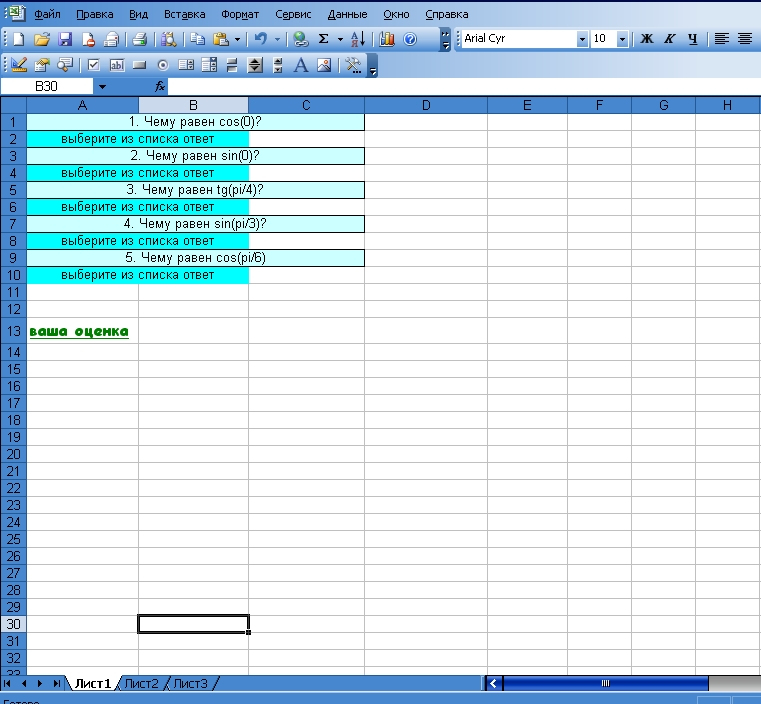 Файл Правка Вид Вставка Формат Сервис Данные Окно Справка
Arial Cyr 10 Ж К Ч
ab A
B30 fx
A B C D E F G H
1 1. Чему равен cos(0)?
2 выберите из списка ответ
3 2. Чему равен sin(0)?
4 выберите из списка ответ
5 3. Чему равен tg(pi/4)?
6 выберите из списка ответ
7 4. Чему равен sin(pi/3)?
8 выберите из списка ответ
9 5. Чему равен cos(pi/6)
10 выберите из списка ответ
11
12
13 ваша оценка
14
15
16
17
18
19
20
21
22
23
24
25
26
27
28
29
30
31
32
33
Лист1 Лист2 Лист3
Готово